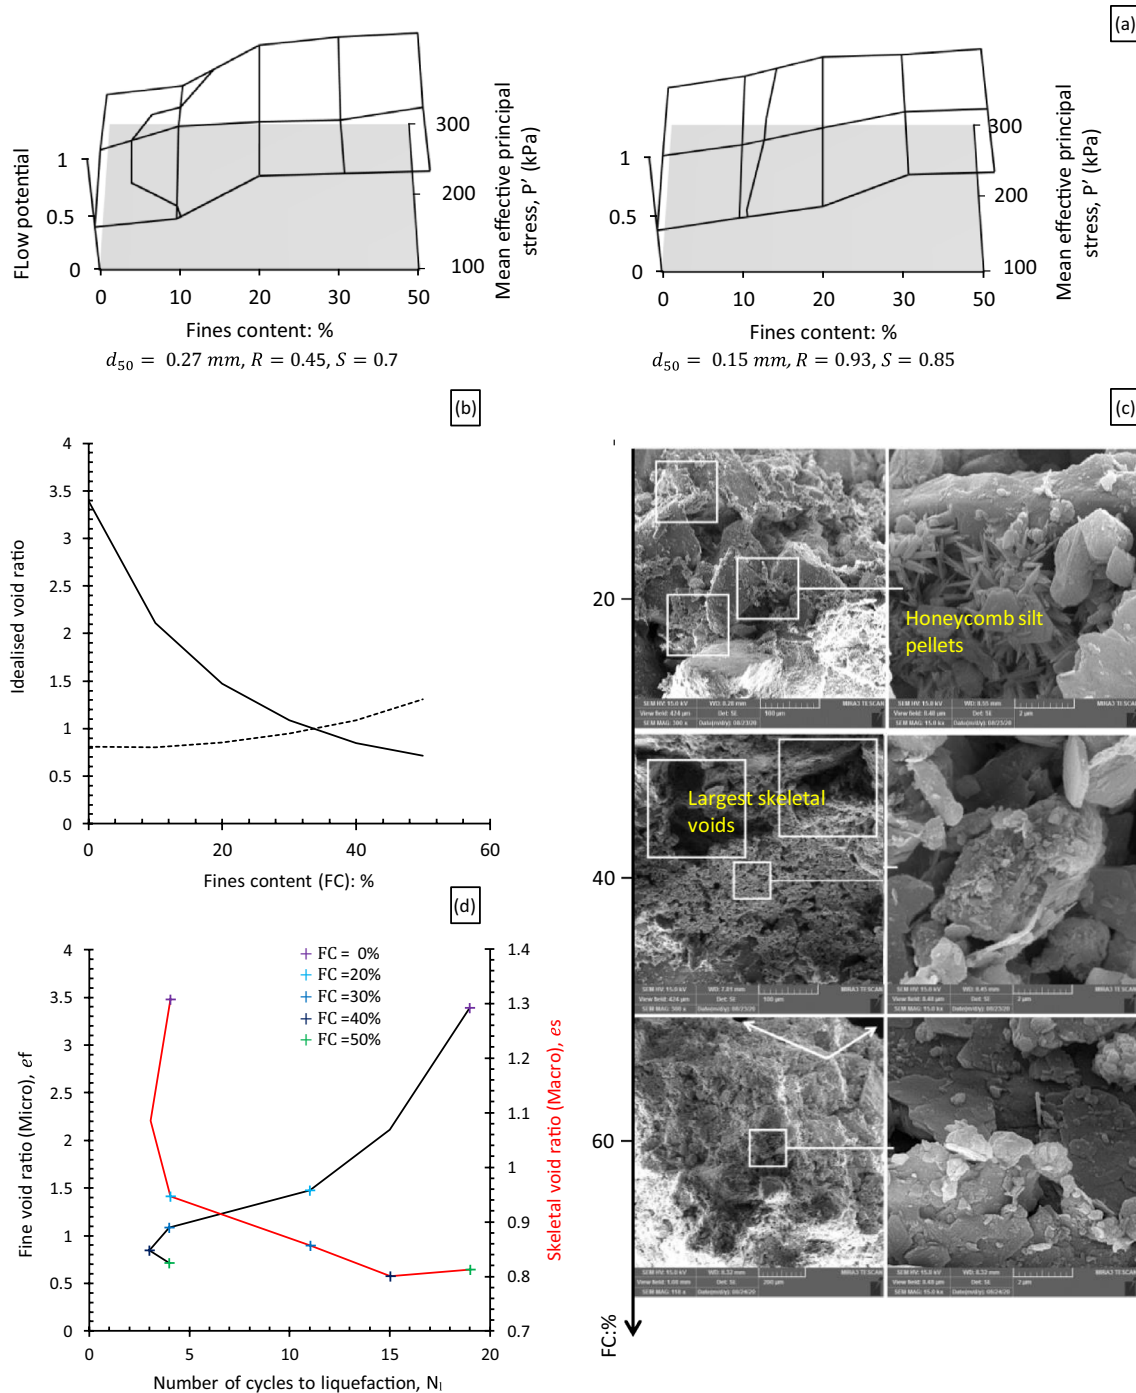 (a)
FLow potential
1
0.5
0
0
10
20
30
50
300
200
100
Mean effective principal
stress, P' (kPa)
Fines content: %
d50 = 0.27 mm, R = 0.45, S = 0.7
1
0.5
0
0
10
20
30
50
300
200
100
Mean effective principal
stress, P' (kPa)
Fines content: %
d50 = 0.15 mm, R = 0.93, S = 0.85
(b)
Idealised void ratio
4
3.5
3
2.5
2
1.5
1
0.5
0
0
20
40
60
Fines content (FC): %
(c)
20
40
60
FC:%
Honeycomb silt
pellets
Largest skeletal
voids
(d)
FC = 0%
FC =20%
FC =30%
FC =40%
FC =50%
Fine void ratio (Micro), ef
4
3.5
3
2.5
2
1.5
1
0.5
0
1.4
1.3
1.2
1.1
1
0.9
0.8
0.7
Skeletal void ratio (Macro), es
0
5
10
15
20
Number of cycles to liquefaction, Nl